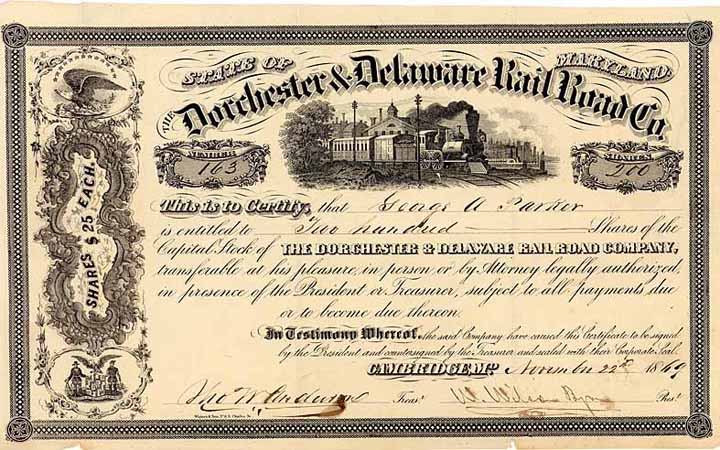 STATE OF MARYLAND.
THE Dorchester & Delaware Rail Road Co.
NUMBER 163
SHARES 200
SHARES $25 EACH.
This is to Certify, that George A Parker
is entitled to Two hundred Shares of the
Capital Stock of THE DORCHESTER & DELAWARE RAIL ROAD COMPANY,
transferable at his pleasure, in person or by Attorney legally authorized,
in presence of the President or Treasurer, subject to all payments due
or to become due thereon.
In Testimony Whereof, the said Company have caused this Certificate to be signed
by the President and countersigned by the Treasurer and sealed with their Corporate Seal.
CAMBRIDGE, MD. November 22d 1869
Treasr. Prest.